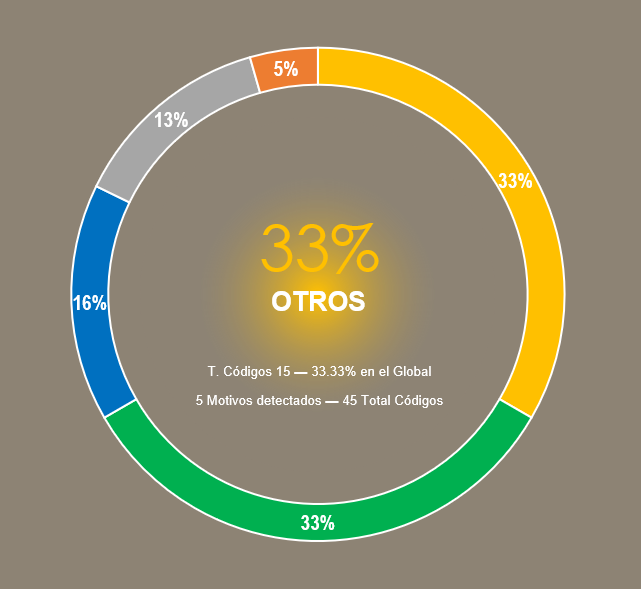 5%
13%
33%
33%
OTROS
16%
T. Códigos 15 — 33.33% en el Global
5 Motivos detectados — 45 Total Códigos
33%